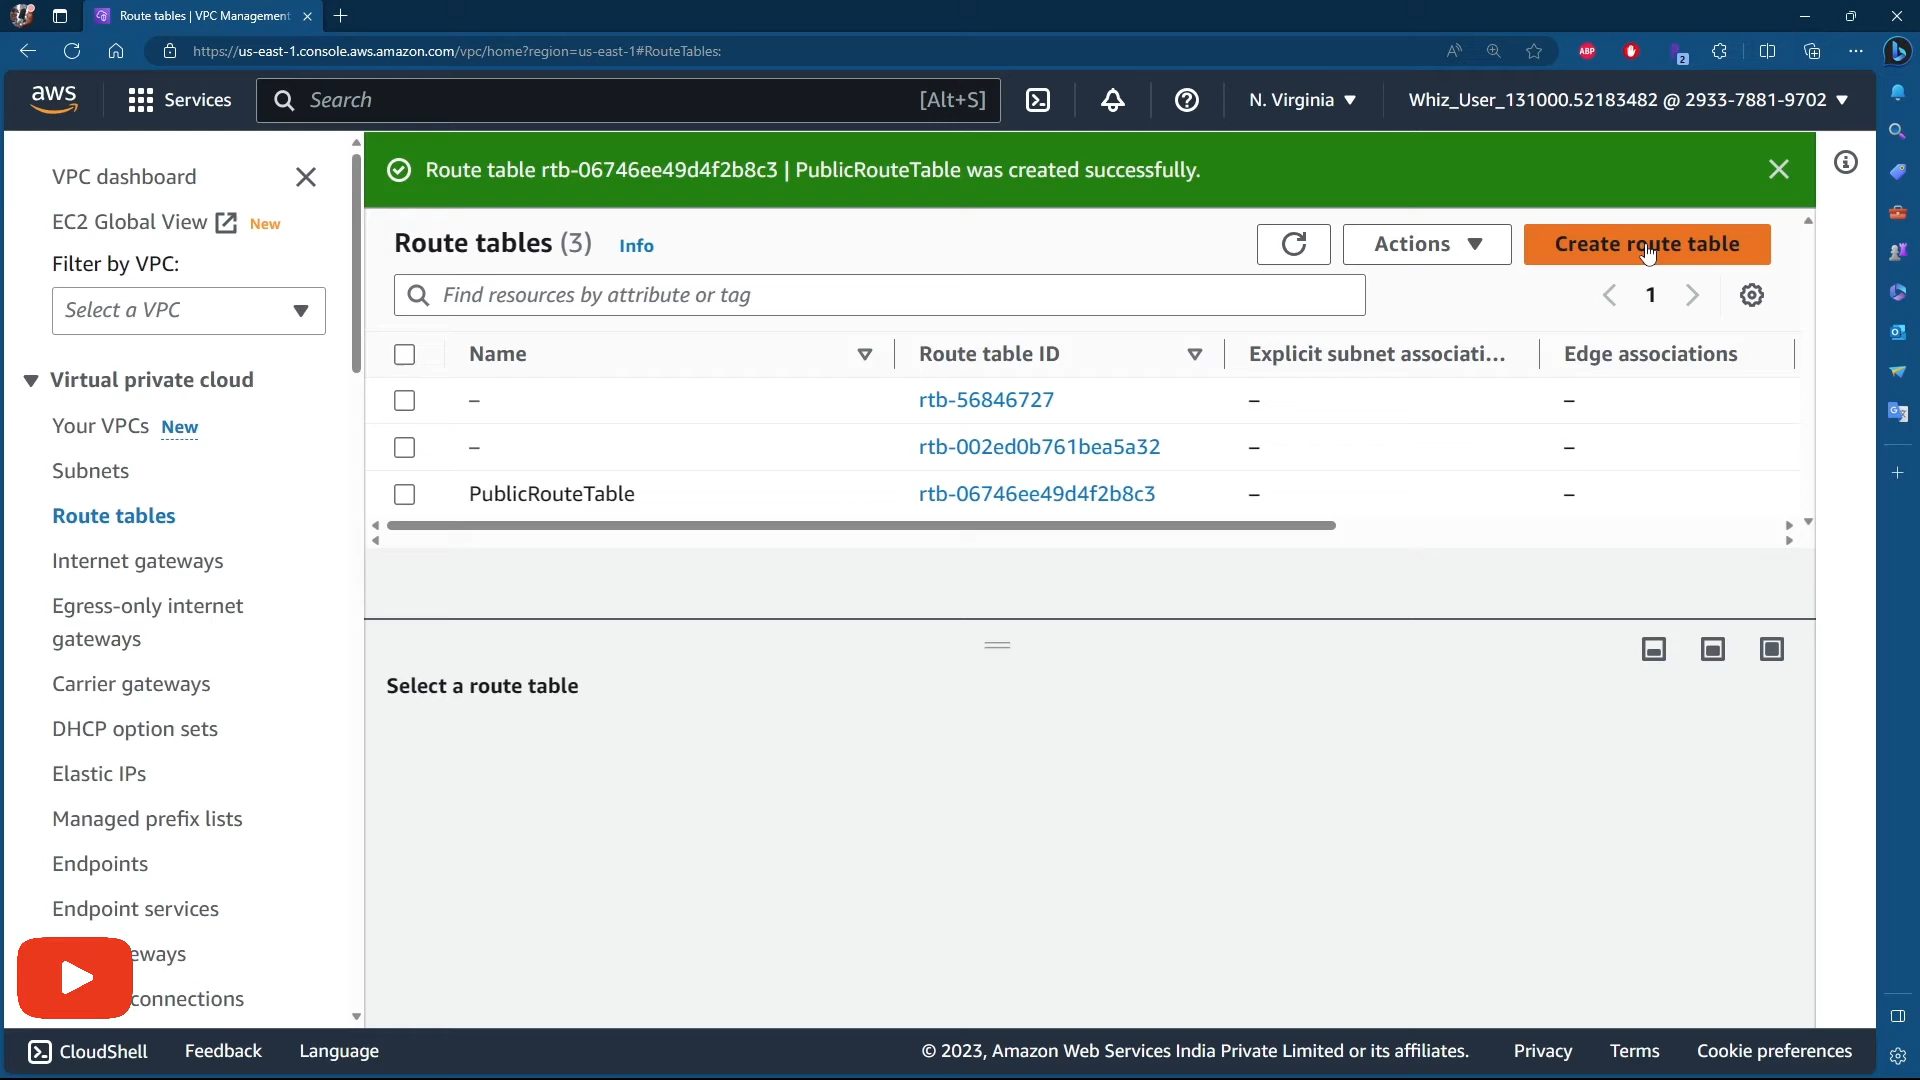 Route tables | VPC Management
https://us-east-1.console.aws.amazon.com/vpc/home?region=us-east-1#RouteTables:
ABP
2
aws
Services
Search
[Alt+S]
N. Virginia
Whiz_User_131000.52183482 @ 2933-7881-9702
VPC dashboard
EC2 Global View New
Filter by VPC:
Select a VPC
Virtual private cloud
Your VPCs New
Subnets
Route tables
Internet gateways
Egress-only internet
gateways
Carrier gateways
DHCP option sets
Elastic IPs
Managed prefix lists
Endpoints
Endpoint services
eways
connections
Route table rtb-06746ee49d4f2b8c3 | PublicRouteTable was created successfully.
Route tables (3) Info
Actions
Create route table
Find resources by attribute or tag
1
Name Route table ID Explicit subnet associati... Edge associations
– rtb-56846727 – –
– rtb-002ed0b761bea5a32 – –
PublicRouteTable rtb-06746ee49d4f2b8c3 – –
Select a route table
CloudShell Feedback Language
© 2023, Amazon Web Services India Private Limited or its affiliates. Privacy Terms Cookie preferences